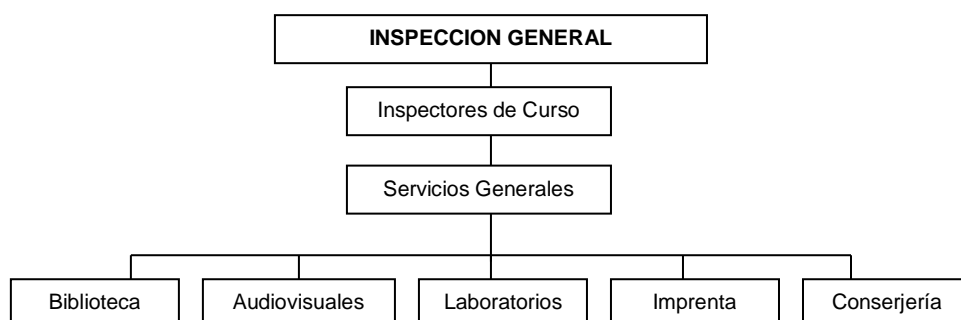 INSPECCION GENERAL
Inspectores de Curso
Servicios Generales
Biblioteca
Audiovisuales
Laboratorios
Imprenta
Conserjería